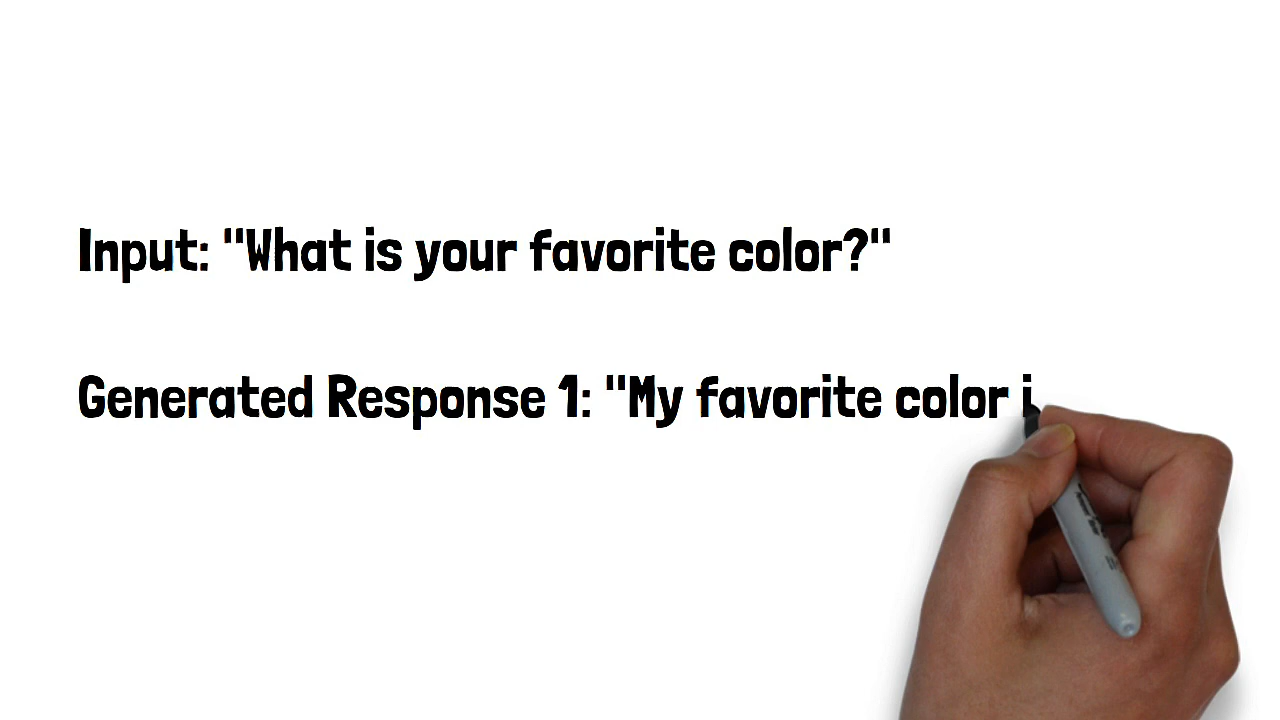 Input: "What is your favorite color?"
Generated Response 1: "My favorite color i